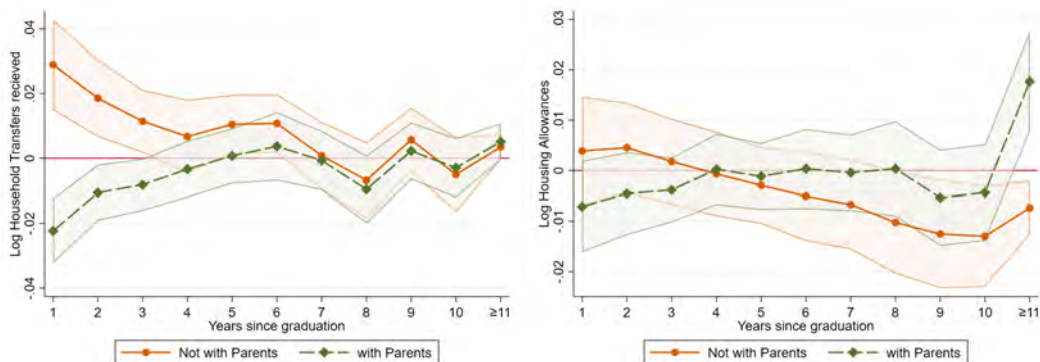 Log Household Transfers recieved
.04
.02
0
-.02
-.04
1 2 3 4 5 6 7 8 9 10 ≥11
Years since graduation
Not with Parents with Parents
Log Housing Allowances
.03
.02
.01
0
-.01
-.02
1 2 3 4 5 6 7 8 9 10 ≥11
Years since graduation
Not with Parents with Parents